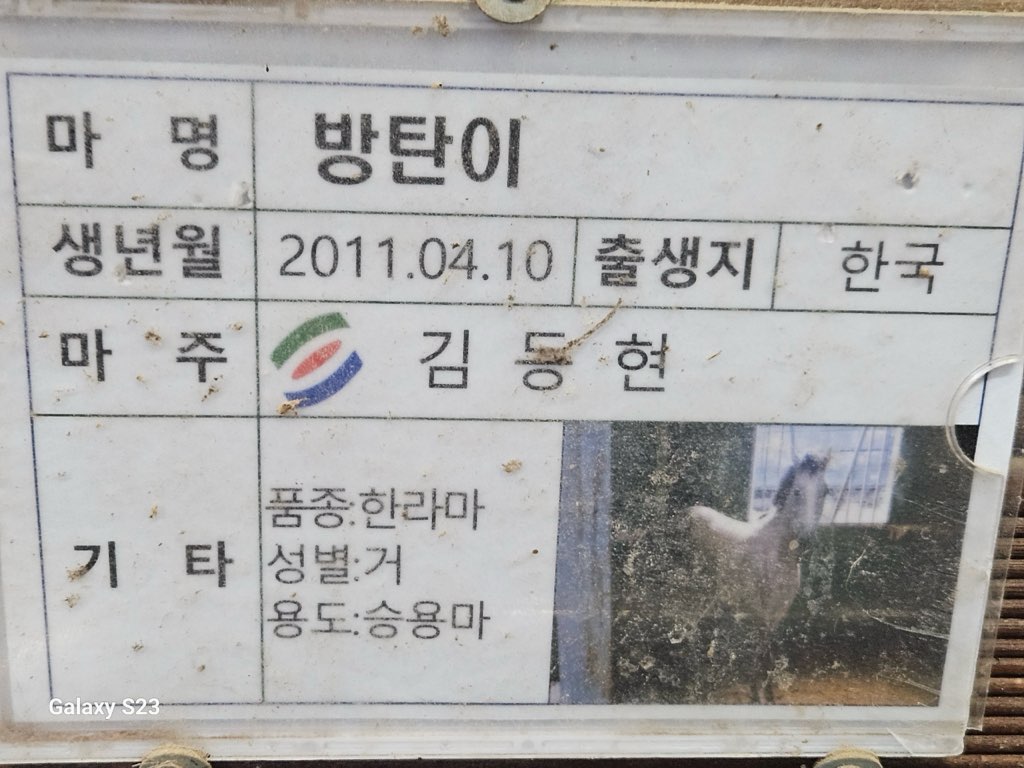 마 명 방탄이
생년월 2011.04.10 출생지 한국
마 주 김 동 현
기 타
품종:한라마
성별:거
용도:승용마
Galaxy S23